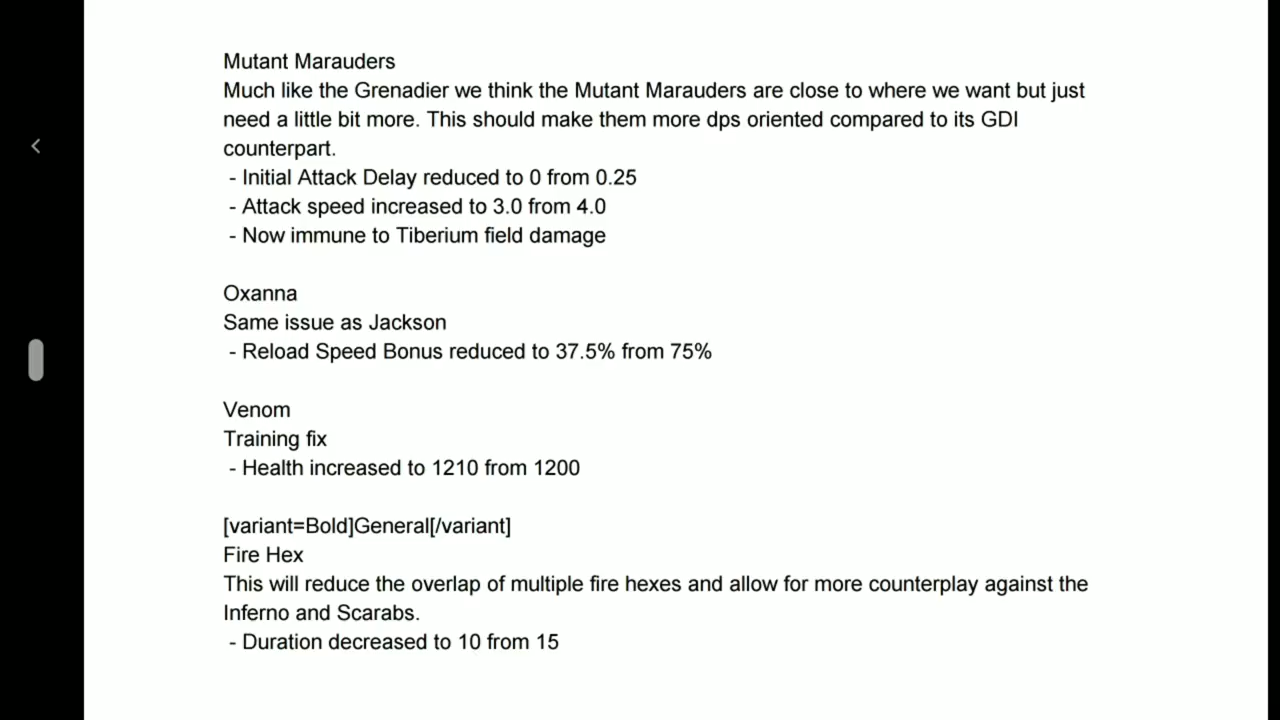 Mutant Marauders
Much like the Grenadier we think the Mutant Marauders are close to where we want but just
need a little bit more. This should make them more dps oriented compared to its GDI
counterpart.
- Initial Attack Delay reduced to 0 from 0.25
- Attack speed increased to 3.0 from 4.0
- Now immune to Tiberium field damage
Oxanna
Same issue as Jackson
- Reload Speed Bonus reduced to 37.5% from 75%
Venom
Training fix
- Health increased to 1210 from 1200
[variant=Bold]General[/variant]
Fire Hex
This will reduce the overlap of multiple fire hexes and allow for more counterplay against the
Inferno and Scarabs.
- Duration decreased to 10 from 15